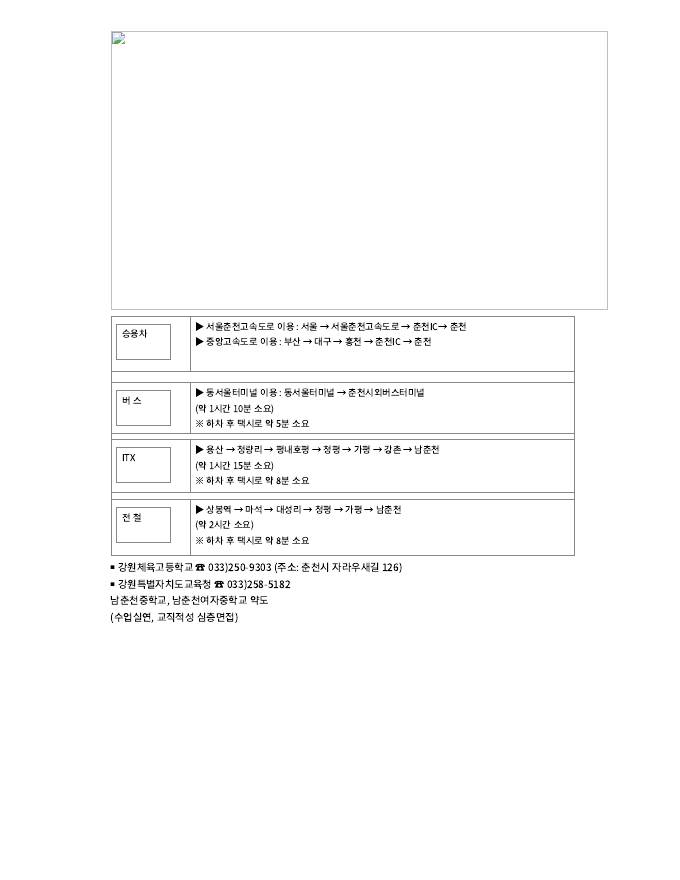 승용차
▶ 서울춘천고속도로 이용 : 서울 → 서울춘천고속도로 → 춘천IC→ 춘천
▶ 중앙고속도로 이용 : 부산 → 대구 → 홍천 → 춘천IC → 춘천
버 스
▶ 동서울터미널 이용 : 동서울터미널 → 춘천시외버스터미널
(약 1시간 10분 소요)
※ 하차 후 택시로 약 5분 소요
ITX
▶ 용산 → 청량리 → 평내호평 → 청평 → 가평 → 강촌 → 남춘천
(약 1시간 15분 소요)
※ 하차 후 택시로 약 8분 소요
전 철
▶ 상봉역 → 마석 → 대성리 → 청평 → 가평 → 남춘천
(약 2시간 소요)
※ 하차 후 택시로 약 8분 소요
▪ 강원체육고등학교 ☎ 033)250-9303 (주소: 춘천시 자라우새길 126)
▪ 강원특별자치도교육청 ☎ 033)258-5182
남춘천중학교, 남춘천여자중학교 약도
(수업실연, 교직적성 심층면접)